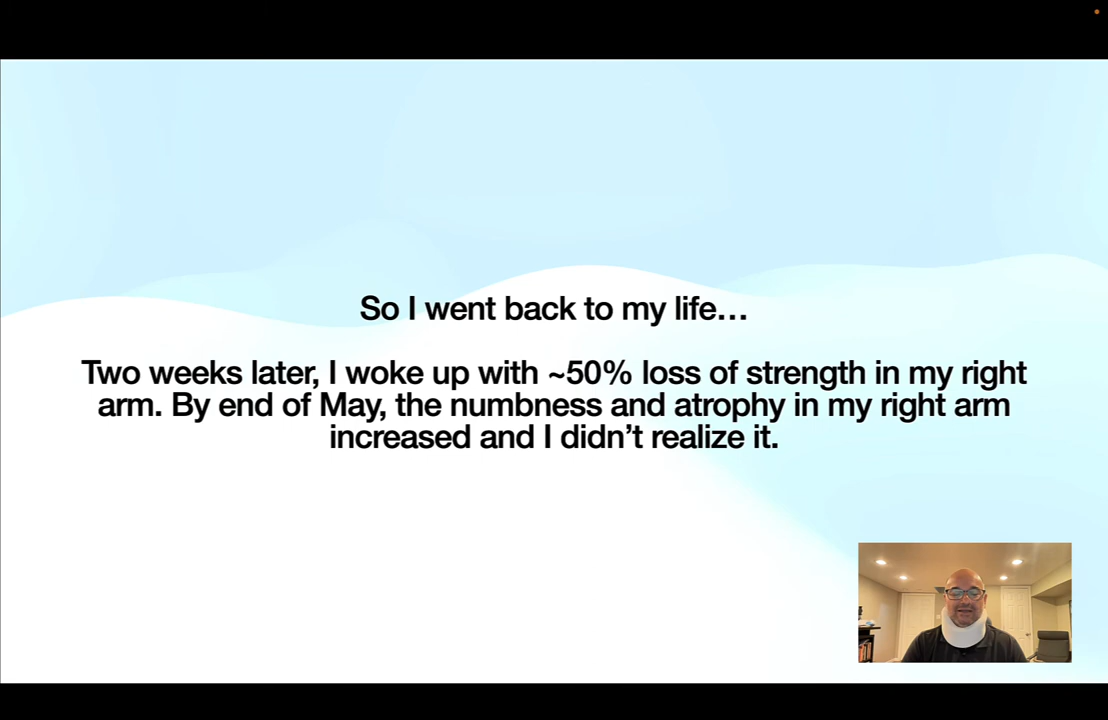 So I went back to my life…
Two weeks later, I woke up with ~50% loss of strength in my right
arm. By end of May, the numbness and atrophy in my right arm
increased and I didn’t realize it.